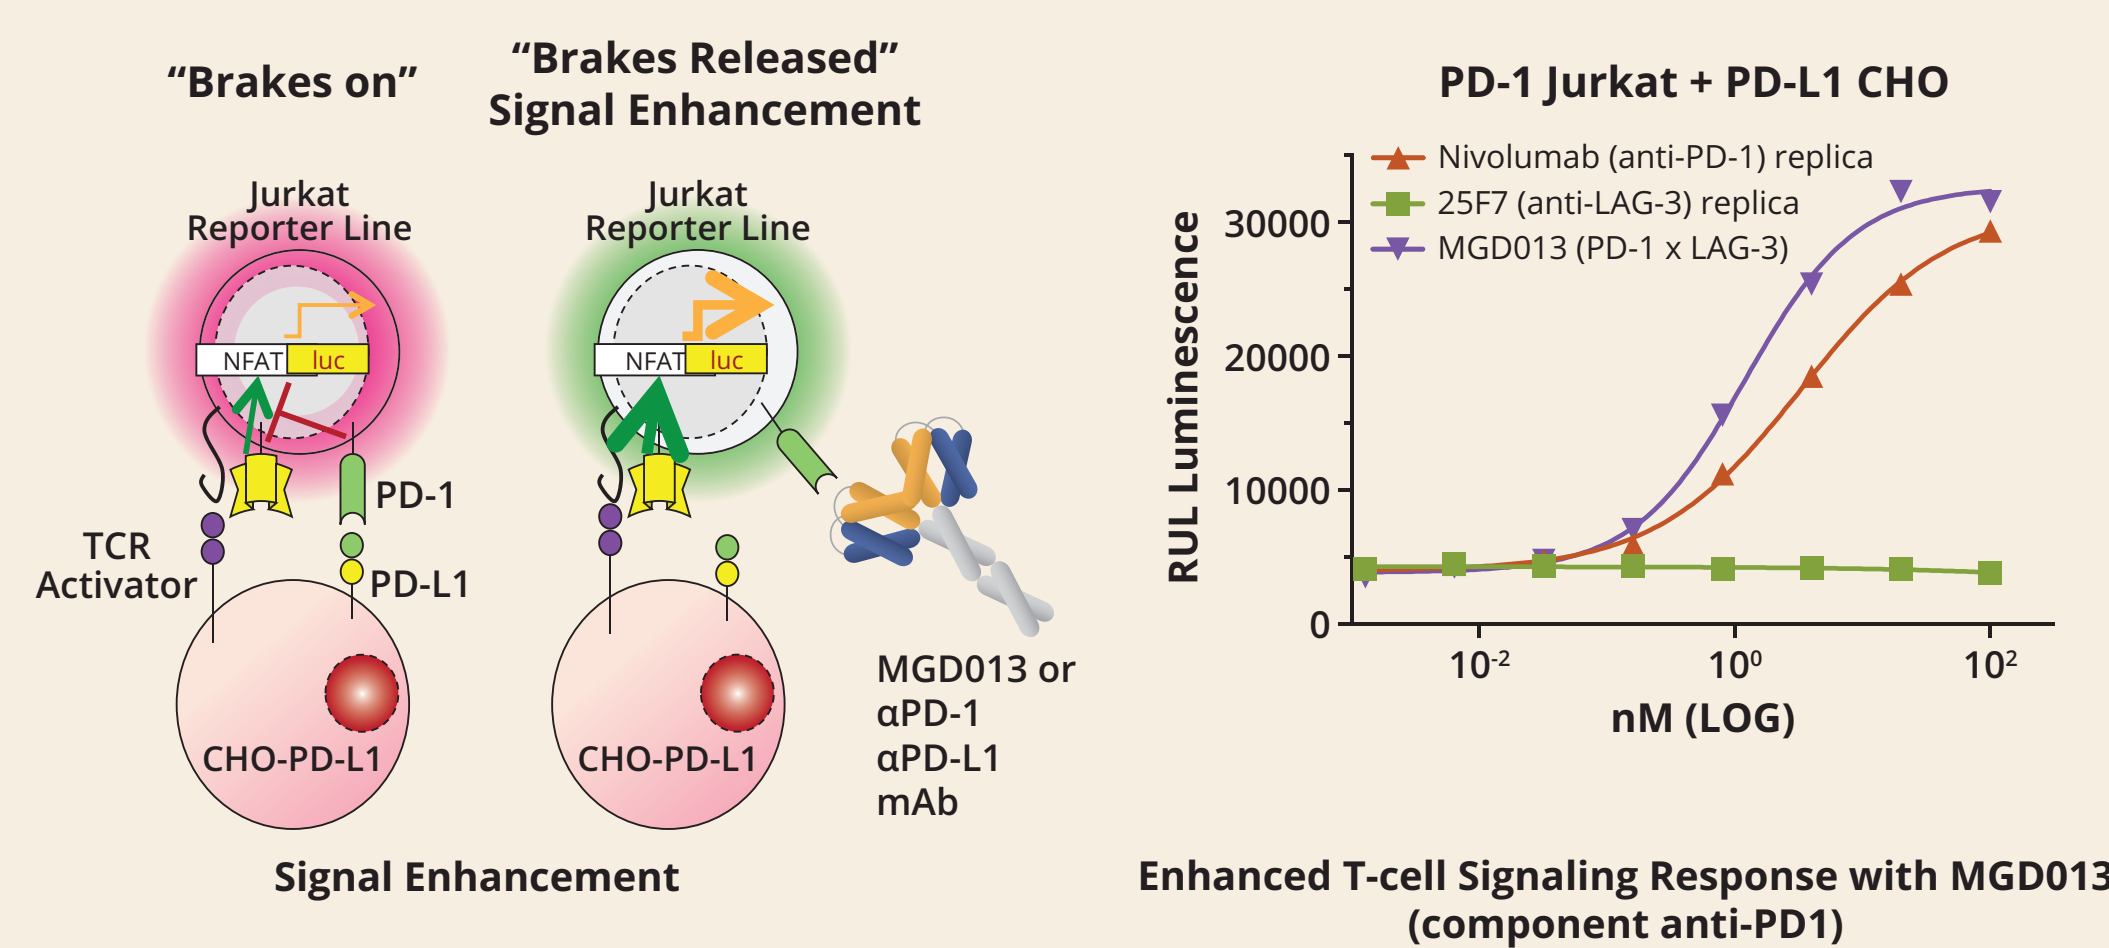 “Brakes on”
“Brakes Released”
Signal Enhancement
Jurkat
Reporter Line
NFAT
luc
PD-1
TCR
Activator
PD-L1
CHO-PD-L1
Jurkat
Reporter Line
NFAT
luc
CHO-PD-L1
MGD013 or
αPD-1
αPD-L1
mAb
Signal Enhancement
PD-1 Jurkat + PD-L1 CHO
Nivolumab (anti-PD-1) replica
25F7 (anti-LAG-3) replica
MGD013 (PD-1 x LAG-3)
RUL Luminescence
30000
20000
10000
0
10⁻²
10⁰
10²
nM (LOG)
Enhanced T-cell Signaling Response with MGD013
(component anti-PD1)